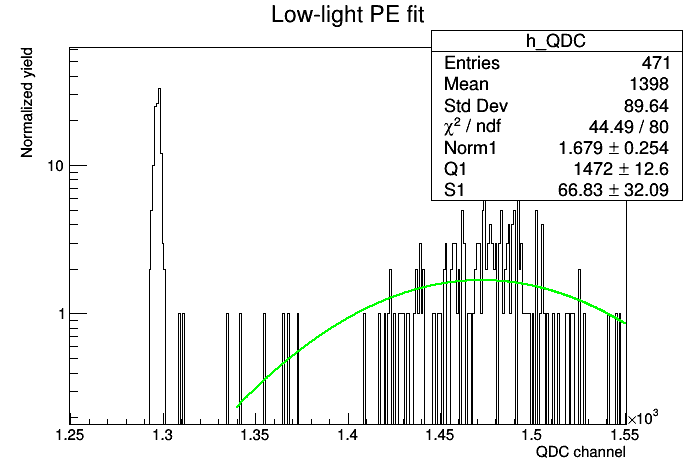 Low-light PE fit
h_QDC
Entries 471
Mean 1398
Std Dev 89.64
χ² / ndf 44.49 / 80
Norm1 1.679 ± 0.254
Q1 1472 ± 12.6
S1 66.83 ± 32.09
Normalized yield
10
1
1.25 1.3 1.35 1.4 1.45 1.5 1.55
×10³
QDC channel